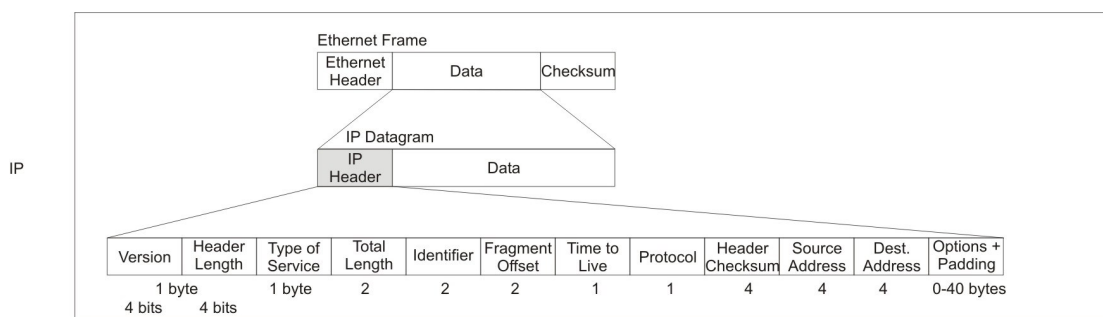 Ethernet Frame
Ethernet Header
Data
Checksum
IP Datagram
IP
IP Header
Data
Version
Header Length
Type of Service
Total Length
Identifier
Fragment Offset
Time to Live
Protocol
Header Checksum
Source Address
Dest. Address
Options + Padding
1 byte 1 byte 2 2 2 1 1 4 4 4 0-40 bytes
4 bits 4 bits